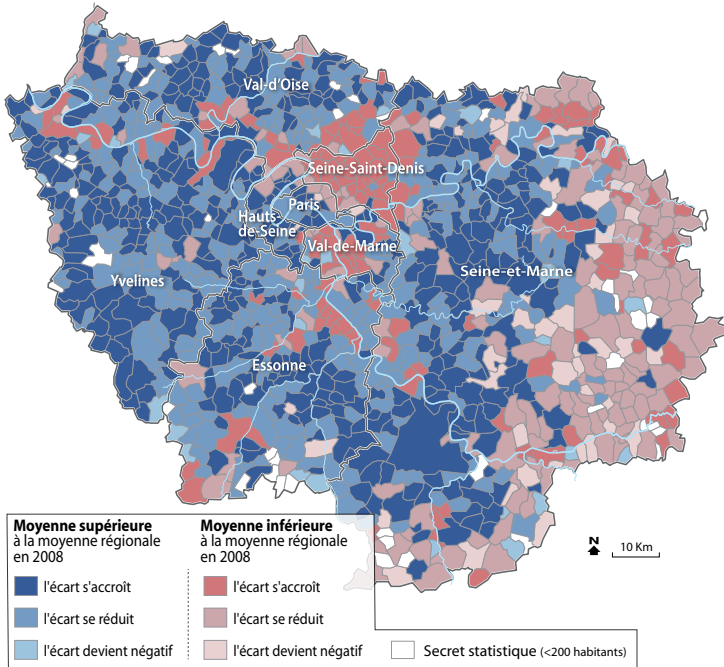 Val-d'Oise
Seine-Saint-Denis
Paris
Hauts-
de-Seine
Val-de-Marne
Seine-et-Marne
Yvelines
Essonne
Moyenne supérieure
à la moyenne régionale
en 2008
l'écart s'accroît
l'écart se réduit
l'écart devient négatif
Moyenne inférieure
à la moyenne régionale
en 2008
l'écart s'accroît
l'écart se réduit
l'écart devient négatif
Secret statistique (<200 habitants)
N
10 Km